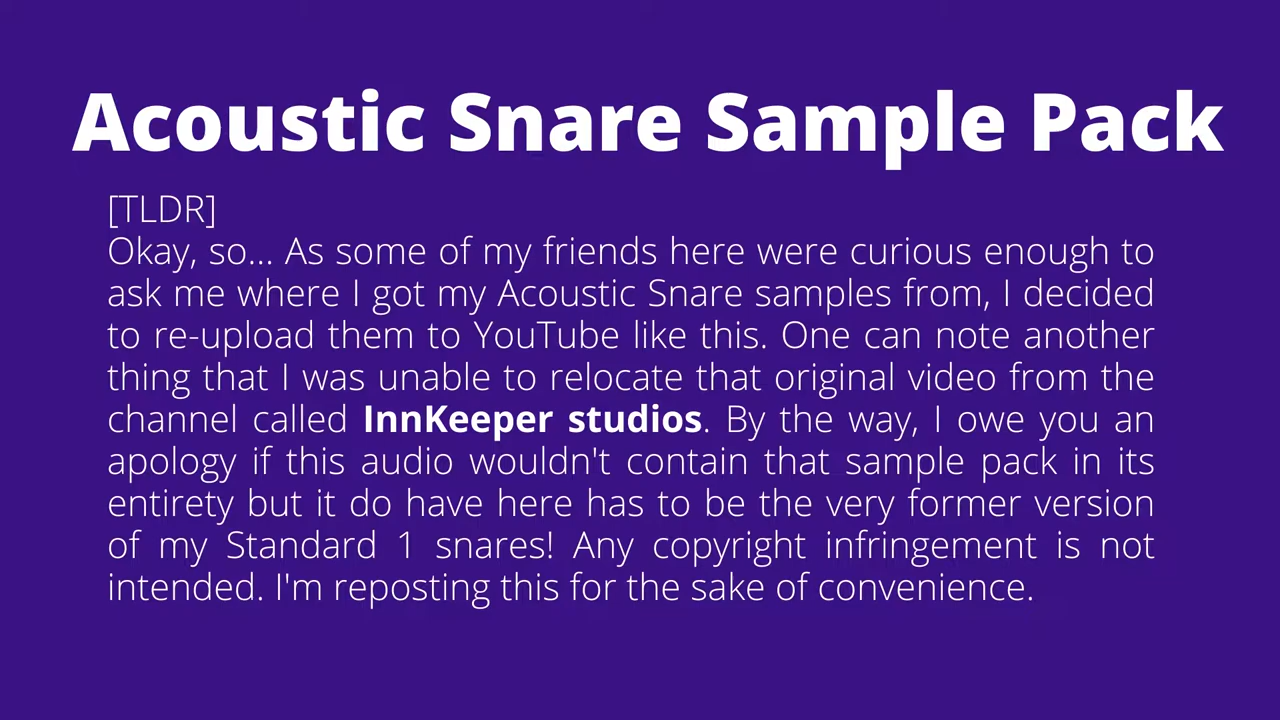 Acoustic Snare Sample Pack
[TLDR]
Okay, so... As some of my friends here were curious enough to
ask me where I got my Acoustic Snare samples from, I decided
to re-upload them to YouTube like this. One can note another
thing that I was unable to relocate that original video from the
channel called InnKeeper studios. By the way, I owe you an
apology if this audio wouldn't contain that sample pack in its
entirety but it do have here has to be the very former version
of my Standard 1 snares! Any copyright infringement is not
intended. I'm reposting this for the sake of convenience.